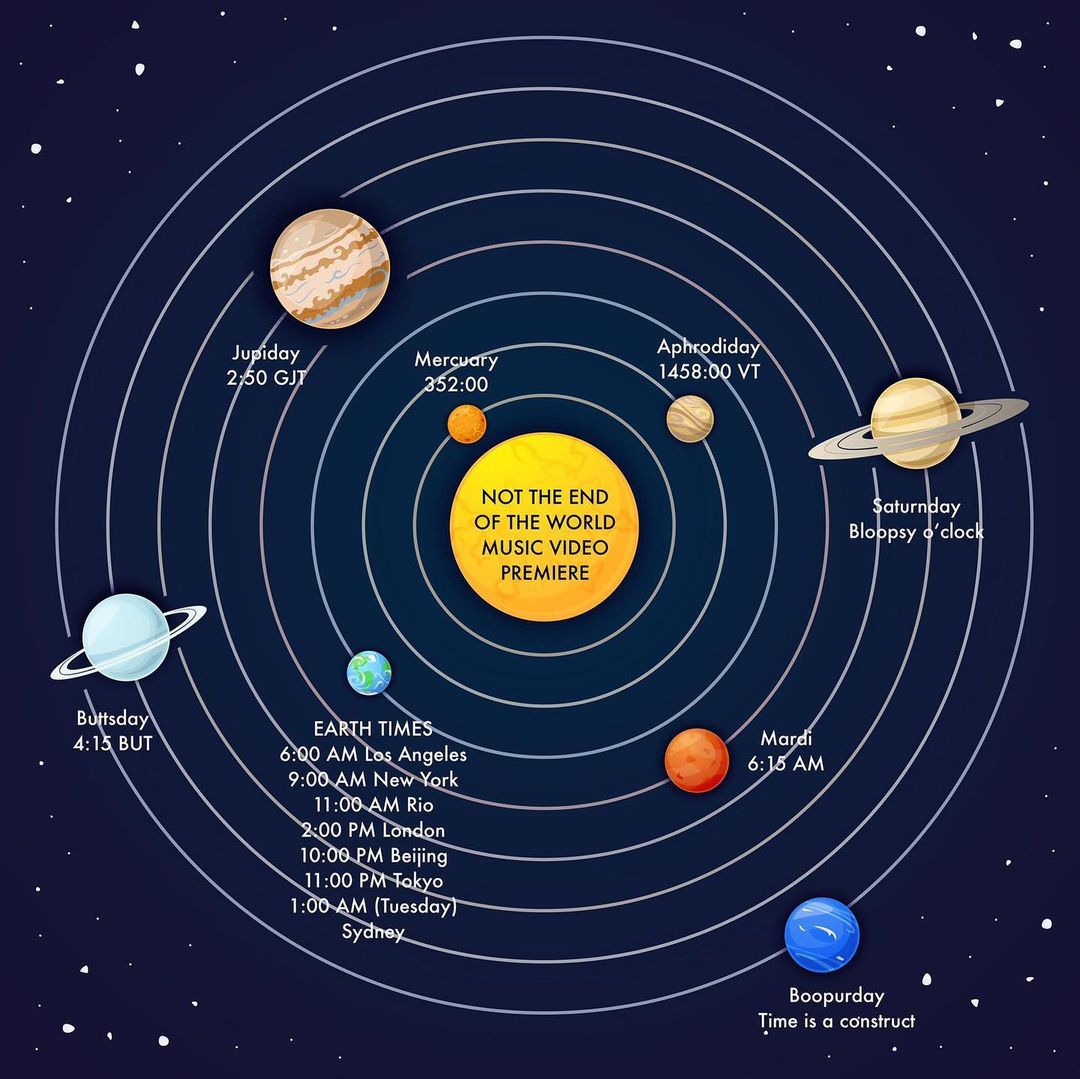 Jupiday
2:50 GJT
Mercuary
352:00
Aphrodiday
1458:00 VT
NOT THE END
OF THE WORLD
MUSIC VIDEO
PREMIERE
Saturnday
Bloopsy o'clock
Buttsday
4:15 BUT
EARTH TIMES
6:00 AM Los Angeles
9:00 AM New York
11:00 AM Rio
2:00 PM London
10:00 PM Beijing
11:00 PM Tokyo
1:00 AM (Tuesday)
Sydney
Mardi
6:15 AM
Boopurday
Time is a construct